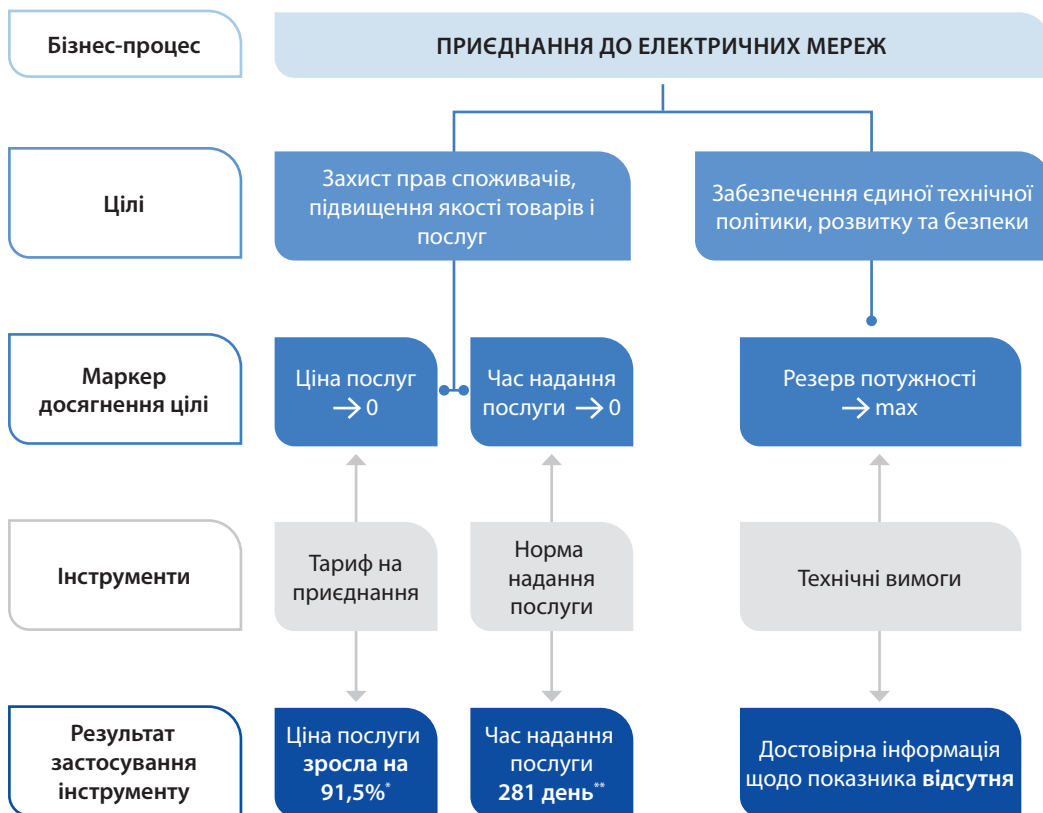 Бізнес-процес
ПРИЄДНАННЯ ДО ЕЛЕКТРИЧНИХ МЕРЕЖ
Цілі
Захист прав споживачів,
підвищення якості товарів і
послуг
Забезпечення єдиної технічної
політики, розвитку та безпеки
Маркер
досягнення цілі
Ціна послуг
→ 0
Час надання
послуги → 0
Резерв потужності
→ max
Інструменти
Тариф на
приєднання
Норма
надання
послуги
Технічні вимоги
Результат
застосування
інструменту
Ціна послуги
зросла на
91,5%*
Час надання
послуги
281 день**
Достовірна інформація
щодо показника відсутня